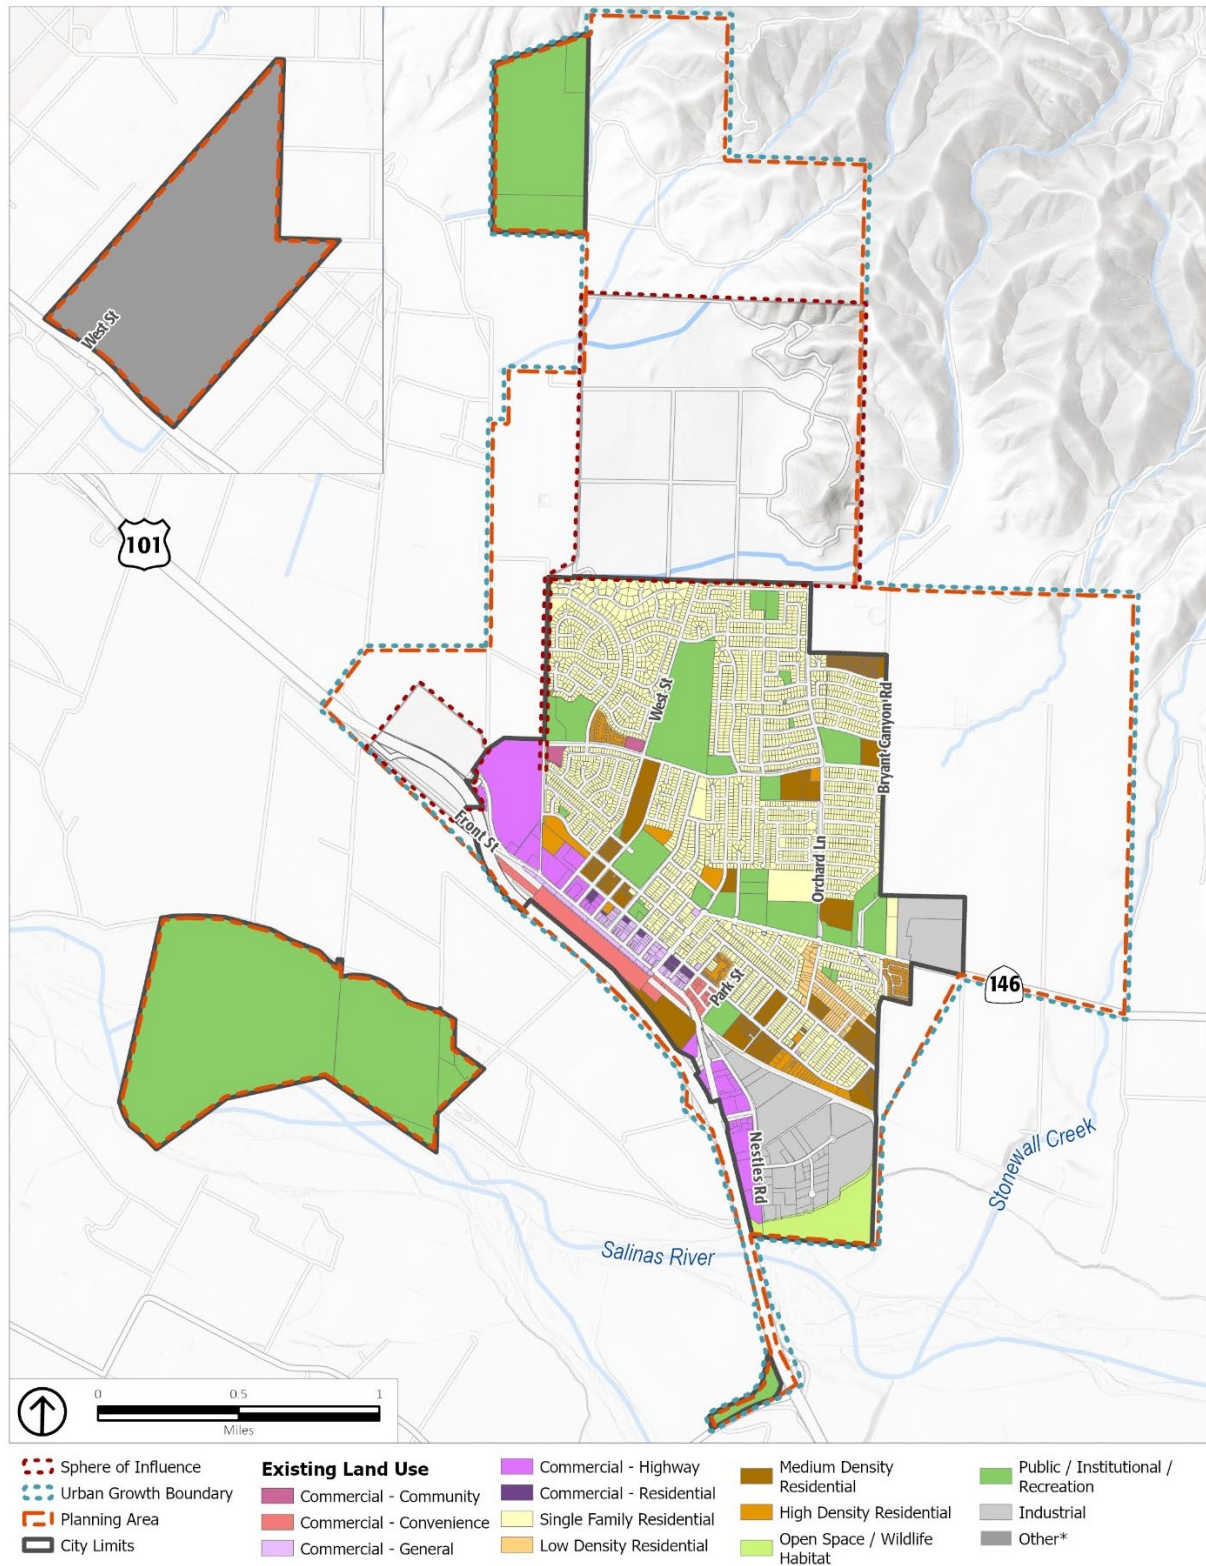 West St
101
West St
Bryant Canyon Rd
Front St
Orchard Ln
146
Park St
Nestles Rd
Stonewall Creek
Salinas River
0 0.5 1
Miles
Sphere of Influence
Urban Growth Boundary
Planning Area
City Limits
Existing Land Use
Commercial - Community
Commercial - Convenience
Commercial - General
Commercial - Highway
Commercial - Residential
Single Family Residential
Low Density Residential
Medium Density
Residential
High Density Residential
Open Space / Wildlife
Habitat
Public / Institutional /
Recreation
Industrial
Other*